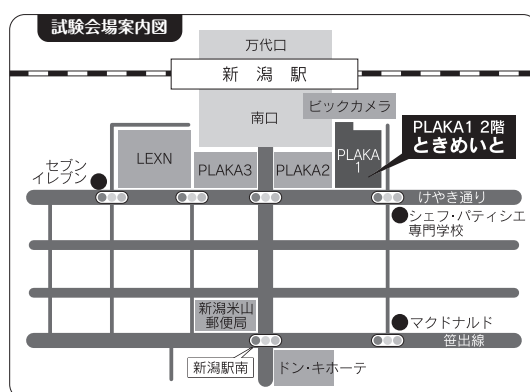 試験会場案内図
万代口
新潟駅
南口
ビックカメラ
PLAKA1 2階
ときめいと
LEXN
PLAKA3
PLAKA2
PLAKA
1
セブン
イレブン
けやき通り
シェフ・パティシエ
専門学校
新潟米山
郵便局
マクドナルド
笹出線
新潟駅南
ドン・キホーテ